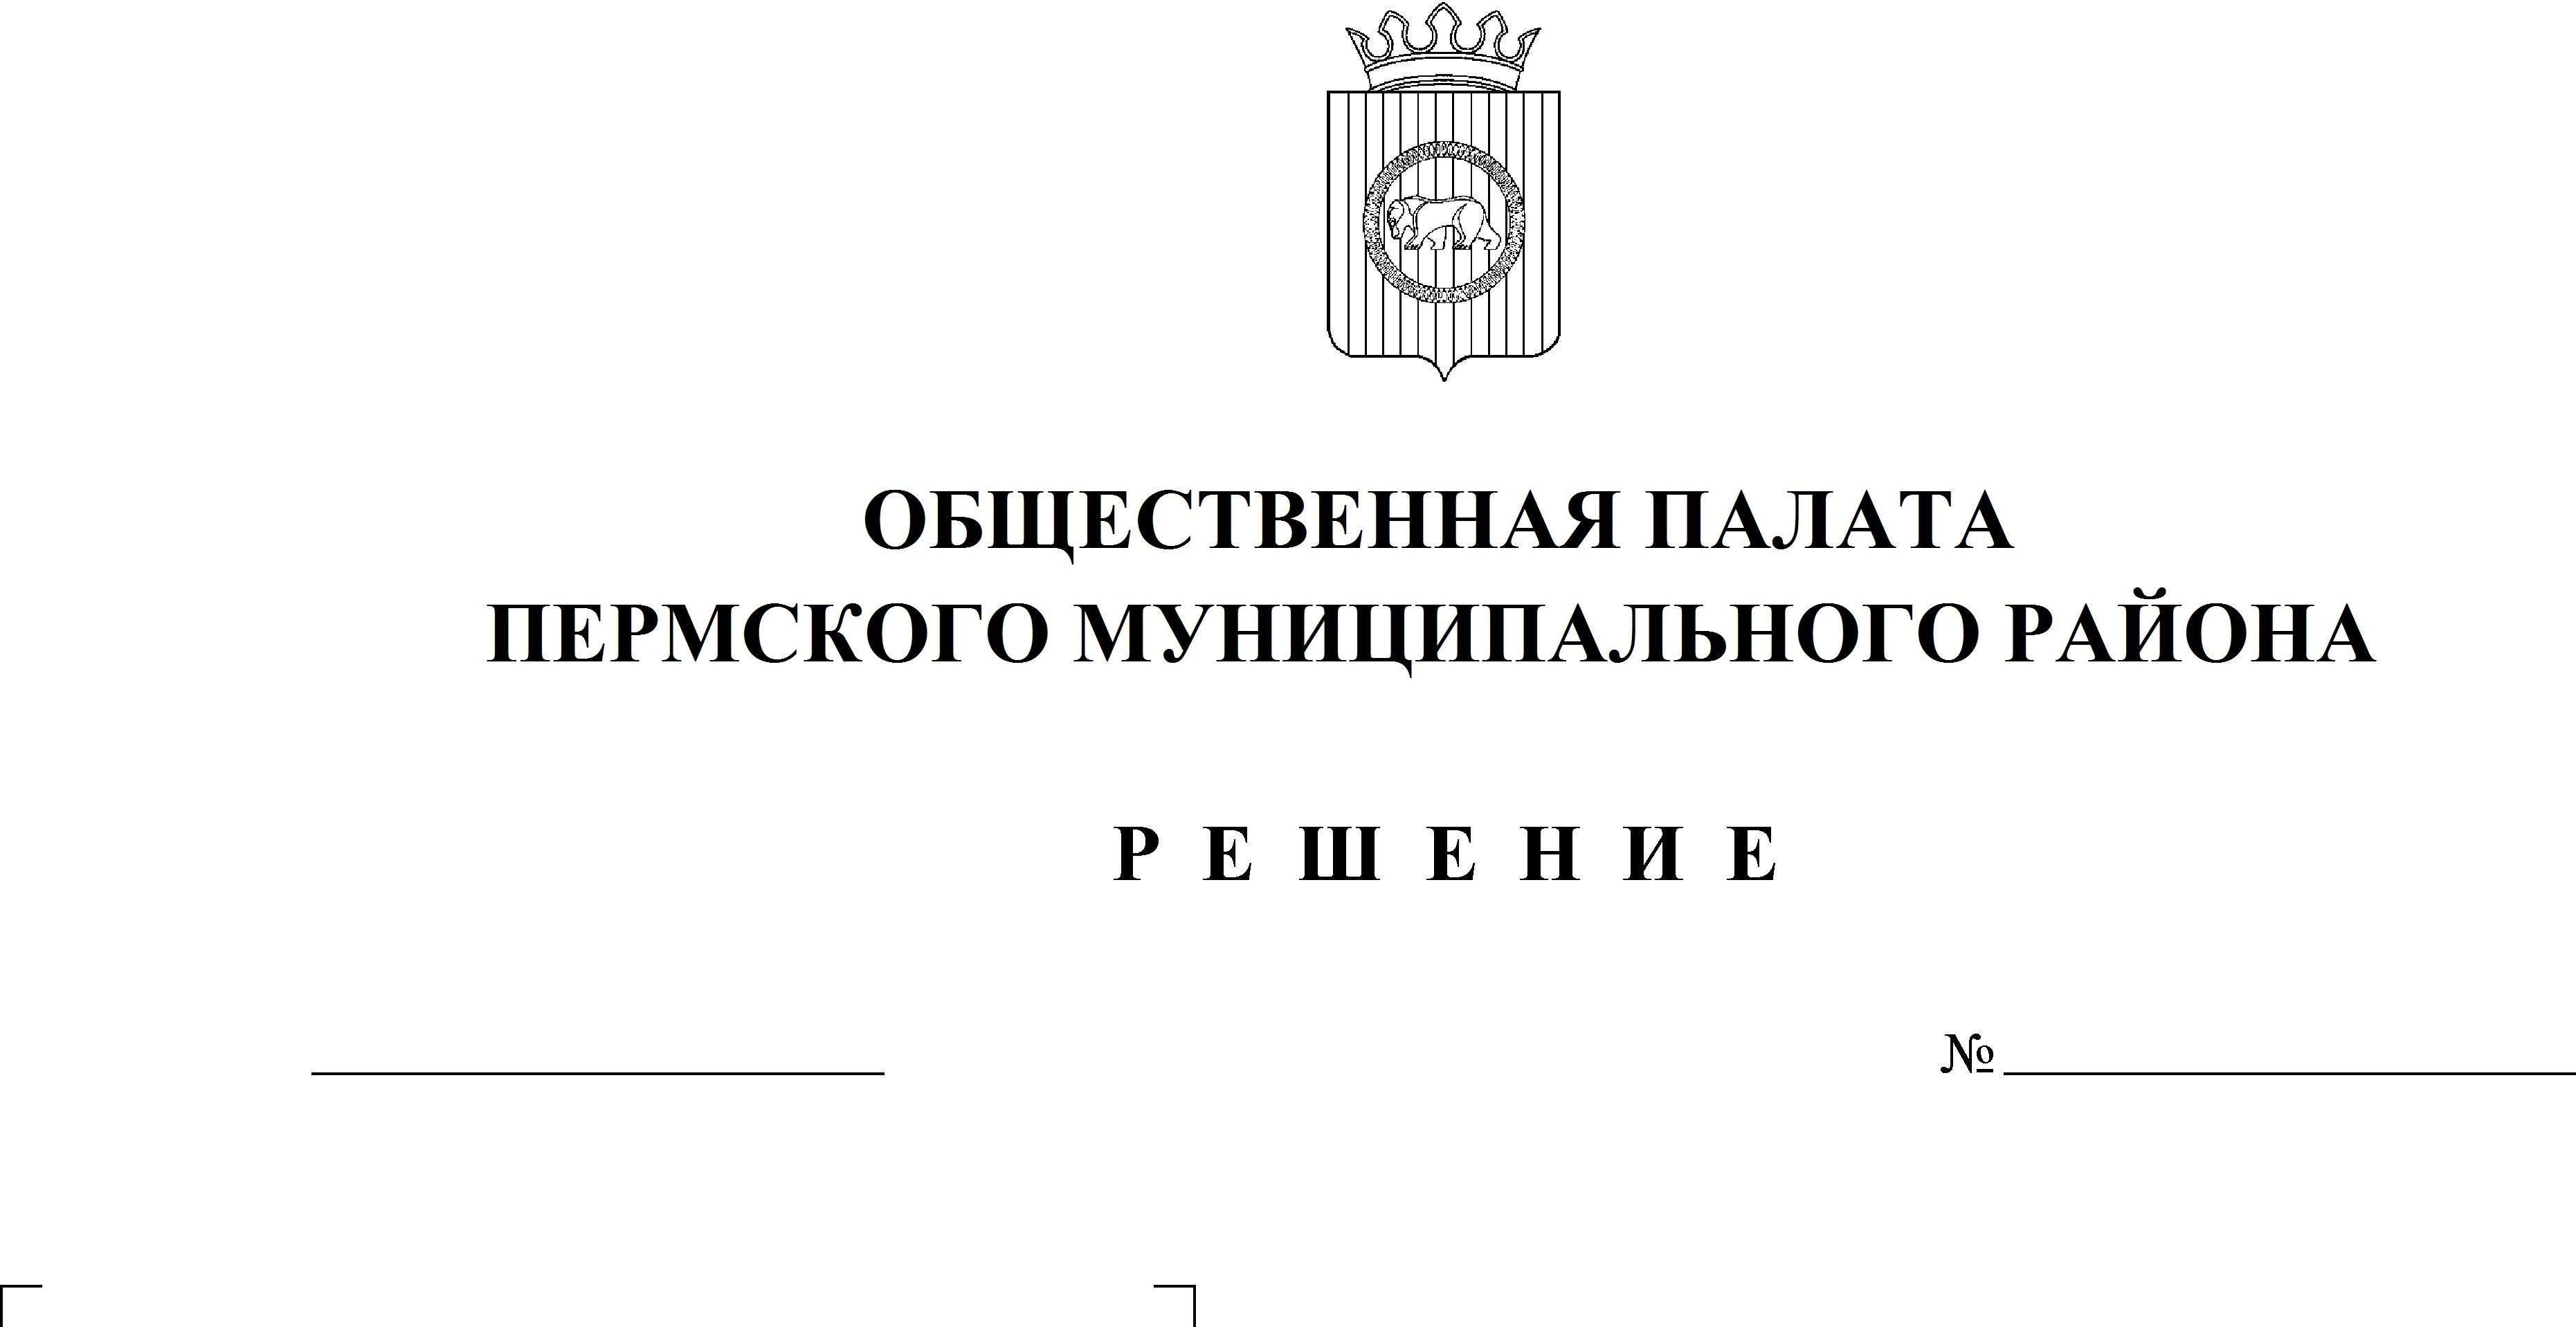 ОБЩЕСТВЕННАЯ ПАЛАТА
ПЕРМСКОГО МУНИЦИПАЛЬНОГО РАЙОНА
Р Е Ш Е Н И Е
№